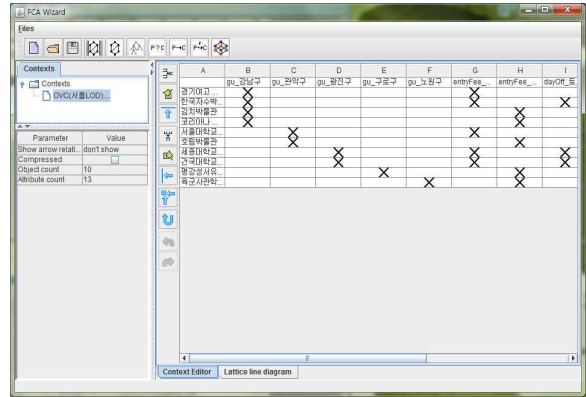 FCA Wizard
Files
P?C P→C P↛C
Contexts
Contexts
OVC(서울LOD)...
Parameter Value
Show arrow relati... don't show
Compressed
Object count 10
Attribute count 13
A B C D E F G H I
gu_강남구 gu_관악구 gu_광진구 gu_구로구 gu_노원구 entryFee_... entryFee_... dayOff_토
경기여고 ...
한국자수박...
김치박물관
코리아나 ...
서울대학교...
호림박물관
세종대학교...
건국대학교...
평강성서유...
육군사관학...
Context Editor Lattice line diagram